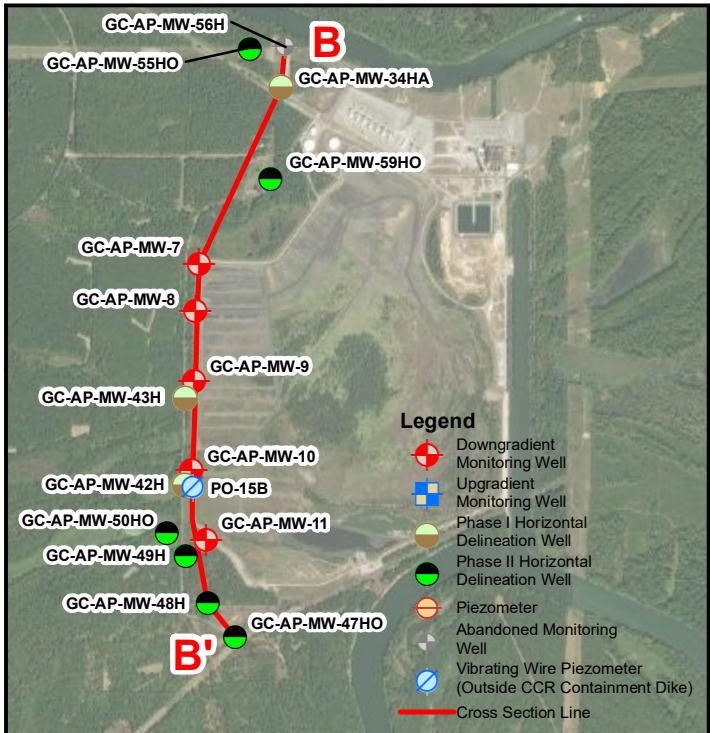 GC-AP-MW-56H
B
GC-AP-MW-55HO
GC-AP-MW-34HA
GC-AP-MW-59HO
GC-AP-MW-7
GC-AP-MW-8
GC-AP-MW-9
GC-AP-MW-43H
GC-AP-MW-10
GC-AP-MW-42H
PO-15B
GC-AP-MW-50HO
GC-AP-MW-11
GC-AP-MW-49H
GC-AP-MW-48H
GC-AP-MW-47HO
B'
Legend
Downgradient
Monitoring Well
Upgradient
Monitoring Well
Phase I Horizontal
Delineation Well
Phase II Horizontal
Delineation Well
Piezometer
Abandoned Monitoring
Well
Vibrating Wire Piezometer
(Outside CCR Containment Dike)
Cross Section Line